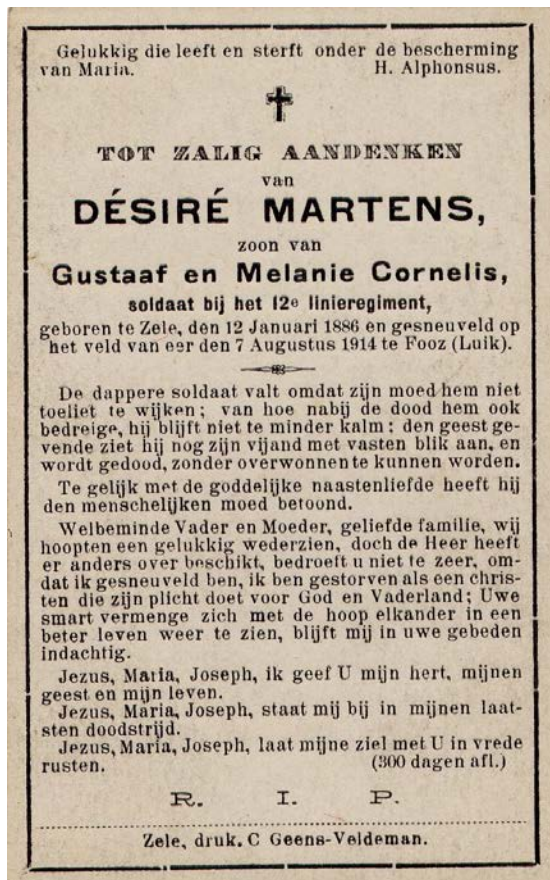 Gelukkig die leeft en sterft onder de bescherming
van Maria. H. Alphonsus.
TOT ZALIG AANDENKEN
van
DÉSIRÉ MARTENS,
zoon van
Gustaaf en Melanie Cornelis,
soldaat bij het 12e linieregiment,
geboren te Zele, den 12 Januari 1886 en gesneuveld op
het veld van eer den 7 Augustus 1914 te Fooz (Luik).
De dappere soldaat valt omdat zijn moed hem niet
toeliet te wijken; van hoe nabij de dood hem ook
bedreige, hij blijft niet te minder kalm: den geest ge-
vende ziet hij nog zijn vijand met vasten blik aan, en
wordt gedood, zonder overwonnen te kunnen worden.
Te gelijk met de goddelijke naastenliefde heeft hij
den menschelijken moed betoond.
Welbeminde Vader en Moeder, geliefde familie, wij
hoopten een gelukkig wederzien, doch de Heer heeft
er anders over beschikt, bedroeft u niet te zeer, om-
dat ik gesneuveld ben, ik ben gestorven als een chris-
ten die zijn plicht doet voor God en Vaderland; Uwe
smart vermenge zich met de hoop elkander in een
beter leven weer te zien, blijft mij in uwe gebeden
indachtig.
Jezus, Maria, Joseph, ik geef U mijn hert, mijnen
geest en mijn leven.
Jezus, Maria, Joseph, staat mij bij in mijnen laat-
sten doodstrijd.
Jezus, Maria, Joseph, laat mijne ziel met U in vrede
rusten. (300 dagen afl.)
R. I. P.
Zele, druk. C Geens-Veldeman.